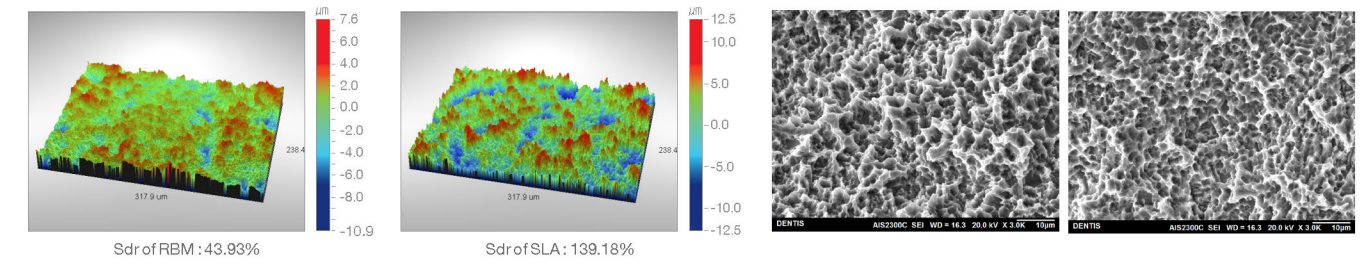 μm
7.6
6.0
4.0
2.0
0.0
-2.0
-4.0
-6.0
-8.0
-10.9
238.4
317.9 um
Sdr of RBM : 43.93%
μm
12.5
10.0
5.0
-0.0
-5.0
-10.0
-12.5
238.4
317.9 um
Sdr of SLA : 139.18%
DENTIS AIS2300C SEI WD = 16.3 20.0 kV X 3.0K 10µm
DENTIS AIS2300C SEI WD = 16.3 20.0 kV X 3.0K 10µm